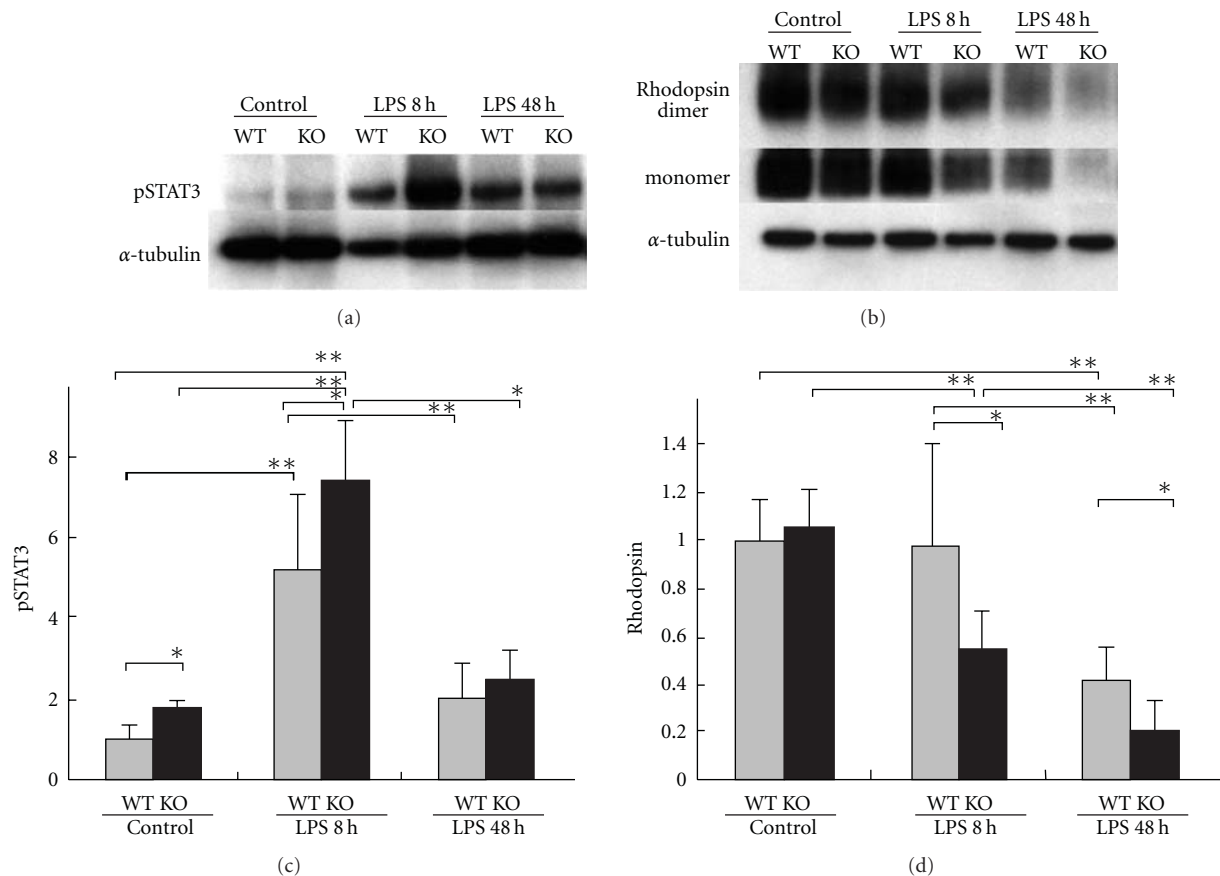 Control LPS 8 h LPS 48 h
WT KO WT KO WT KO
pSTAT3
α-tubulin
(a)
Control LPS 8 h LPS 48 h
WT KO WT KO WT KO
Rhodopsin
dimer
monomer
α-tubulin
(b)
**
**
*
*
**
**
*
8
6
4
2
0
pSTAT3
WT KO WT KO WT KO
Control LPS 8 h LPS 48 h
(c)
**
**
**
**
*
*
1.4
1.2
1
0.8
0.6
0.4
0.2
0
Rhodopsin
WT KO WT KO WT KO
Control LPS 8 h LPS 48 h
(d)